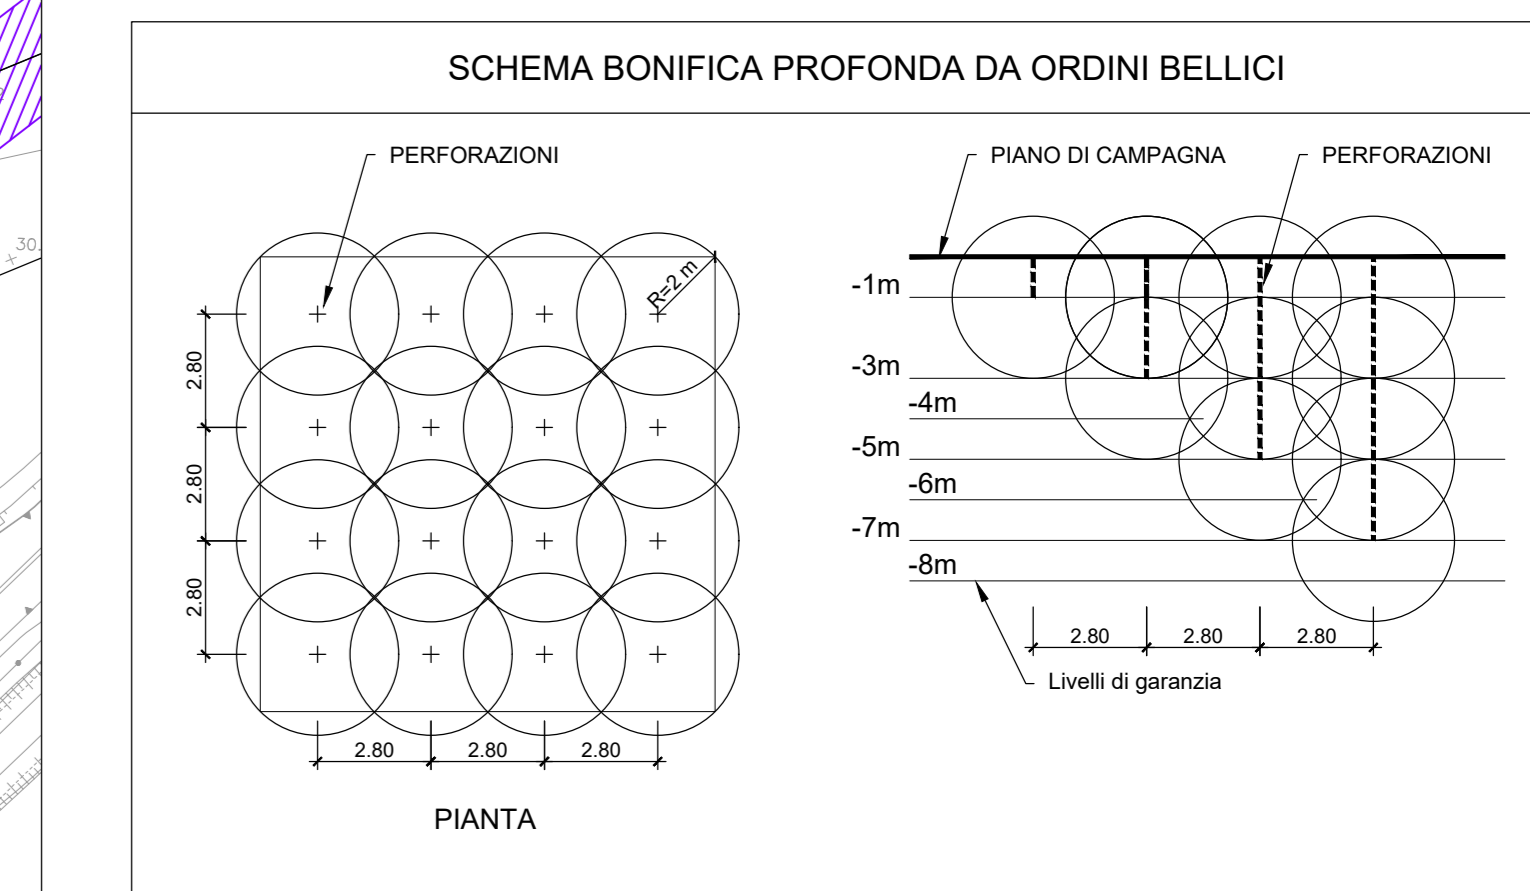 SCHEMA BONIFICA PROFONDA DA ORDINI BELLICI
PERFORAZIONI
R=2 m
2.80
2.80
2.80
2.80
2.80
2.80
PIANTA
PIANO DI CAMPAGNA
PERFORAZIONI
-1m
-3m
-4m
-5m
-6m
-7m
-8m
2.80
2.80
2.80
Livelli di garanzia
30.